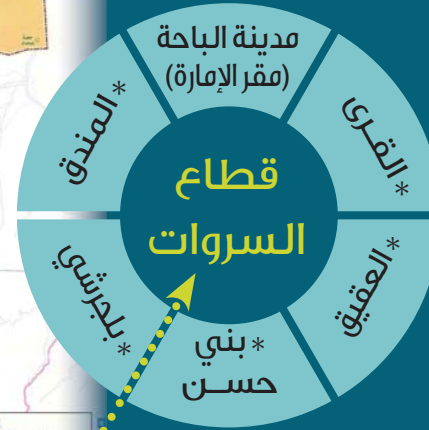 مدينة الباحة
(مقر الإمارة)
* القرى
* العقيق
* بني
حســن
* بلجرشي
* المندق
قطاع
السروات